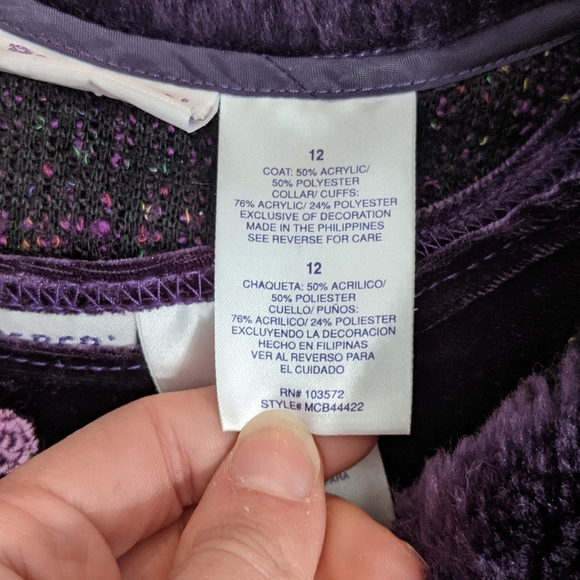 12
COAT: 50% ACRYLIC/
50% POLYESTER
COLLAR/ CUFFS:
76% ACRYLIC/ 24% POLYESTER
EXCLUSIVE OF DECORATION
MADE IN THE PHILIPPINES
SEE REVERSE FOR CARE
12
CHAQUETA: 50% ACRILICO/
50% POLIESTER
CUELLO/ PUÑOS:
76% ACRILICO/ 24% POLIESTER
EXCLUYENDO LA DECORACION
HECHO EN FILIPINAS
VER AL REVERSO PARA
EL CUIDADO
RN# 103572
STYLE# MCB44422
PARA